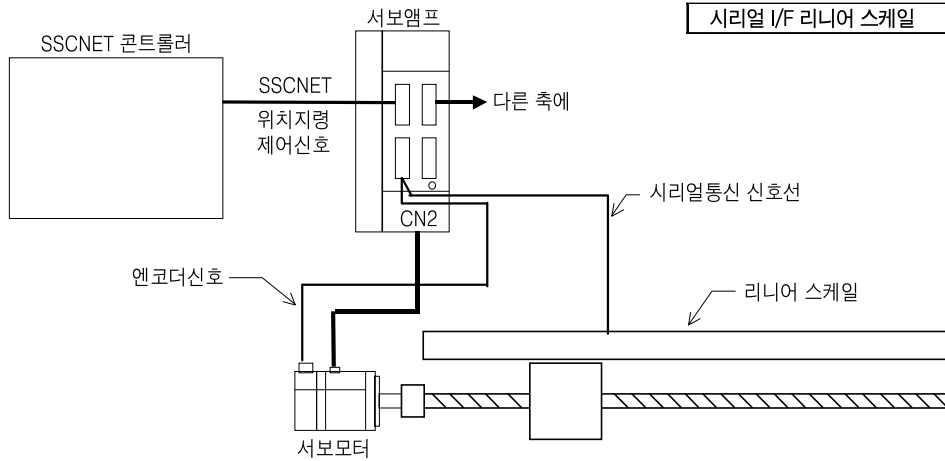 시리얼 I/F 리니어 스케일
서보앰프
SSCNET 콘트롤러
SSCNET
위치지령
제어신호
다른 축에
시리얼통신 신호선
CN2
엔코더신호
리니어 스케일
서보모터